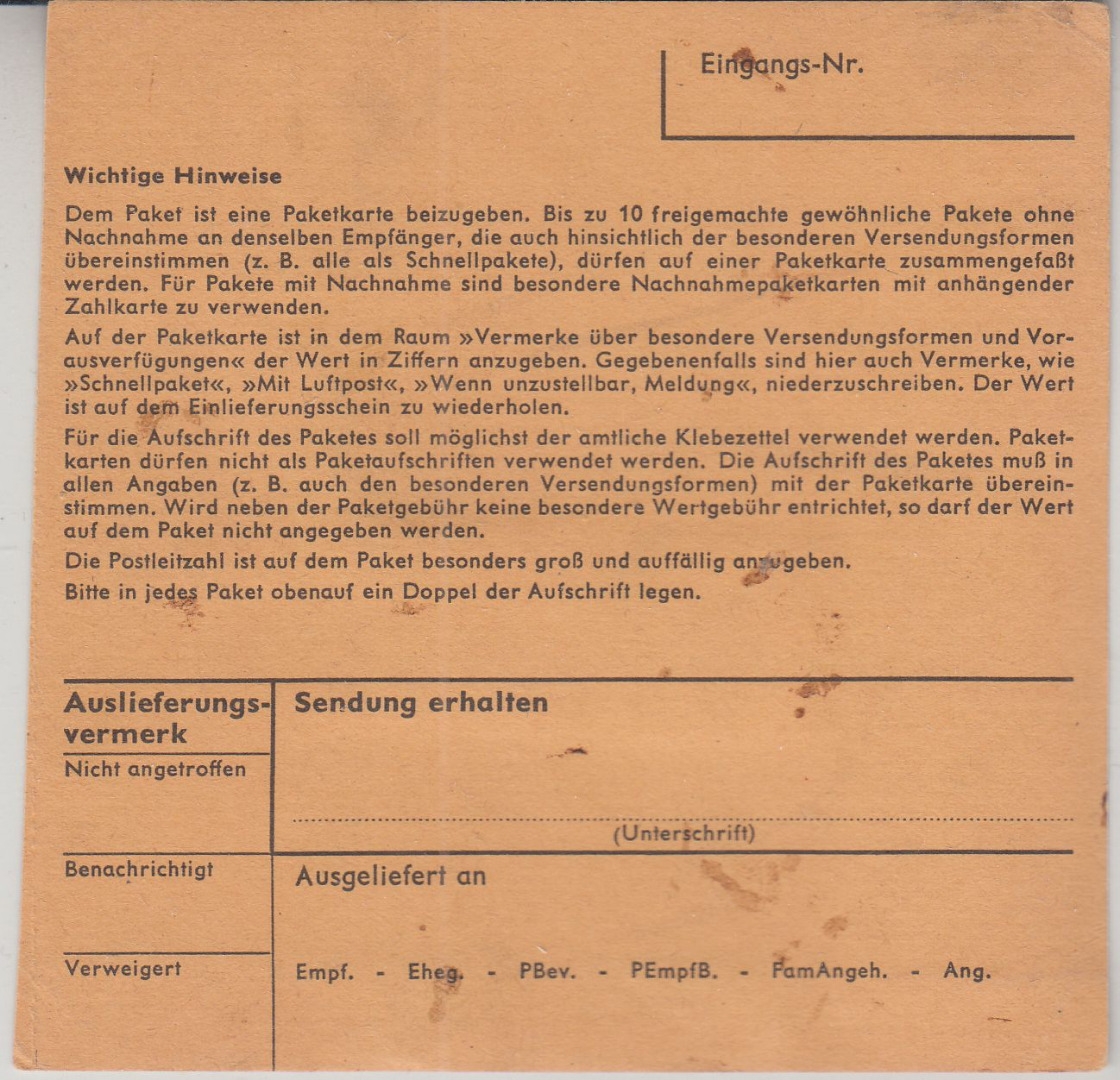 Eingangs-Nr.
Wichtige Hinweise
Dem Paket ist eine Paketkarte beizugeben. Bis zu 10 freigemachte gewöhnliche Pakete ohne
Nachnahme an denselben Empfänger, die auch hinsichtlich der besonderen Versendungsformen
übereinstimmen (z. B. alle als Schnellpakete), dürfen auf einer Paketkarte zusammengefaßt
werden. Für Pakete mit Nachnahme sind besondere Nachnahmepaketkarten mit anhängender
Zahlkarte zu verwenden.
Auf der Paketkarte ist in dem Raum »Vermerke über besondere Versendungsformen und Vor-
ausverfügungen« der Wert in Ziffern anzugeben. Gegebenenfalls sind hier auch Vermerke, wie
»Schnellpaket«, »Mit Luftpost«, »Wenn unzustellbar, Meldung«, niederzuschreiben. Der Wert
ist auf dem Einlieferungsschein zu wiederholen.
Für die Aufschrift des Paketes soll möglichst der amtliche Klebezettel verwendet werden. Paket-
karten dürfen nicht als Paketaufschriften verwendet werden. Die Aufschrift des Paketes muß in
allen Angaben (z. B. auch den besonderen Versendungsformen) mit der Paketkarte überein-
stimmen. Wird neben der Paketgebühr keine besondere Wertgebühr entrichtet, so darf der Wert
auf dem Paket nicht angegeben werden.
Die Postleitzahl ist auf dem Paket besonders groß und auffällig anzugeben.
Bitte in jedes Paket obenauf ein Doppel der Aufschrift legen.
Auslieferungs-
vermerk
Sendung erhalten
Nicht angetroffen
(Unterschrift)
Benachrichtigt
Ausgeliefert an
Verweigert
Empf. - Eheg. - PBev. - PEmpfB. - FamAngeh. - Ang.